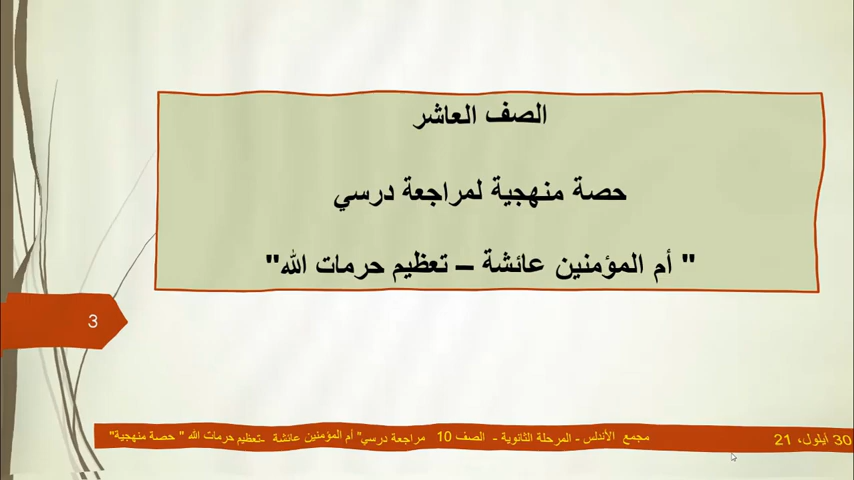 الصف العاشر
حصة منهجية لمراجعة درسي
" أم المؤمنين عائشة – تعظيم حرمات الله"
3
30 أيلول، 21
مجمع الأندلس - المرحلة الثانوية - الصف 10 مراجعة درسي" أم المؤمنين عائشة -تعظيم حرمات الله " حصة منهجية"